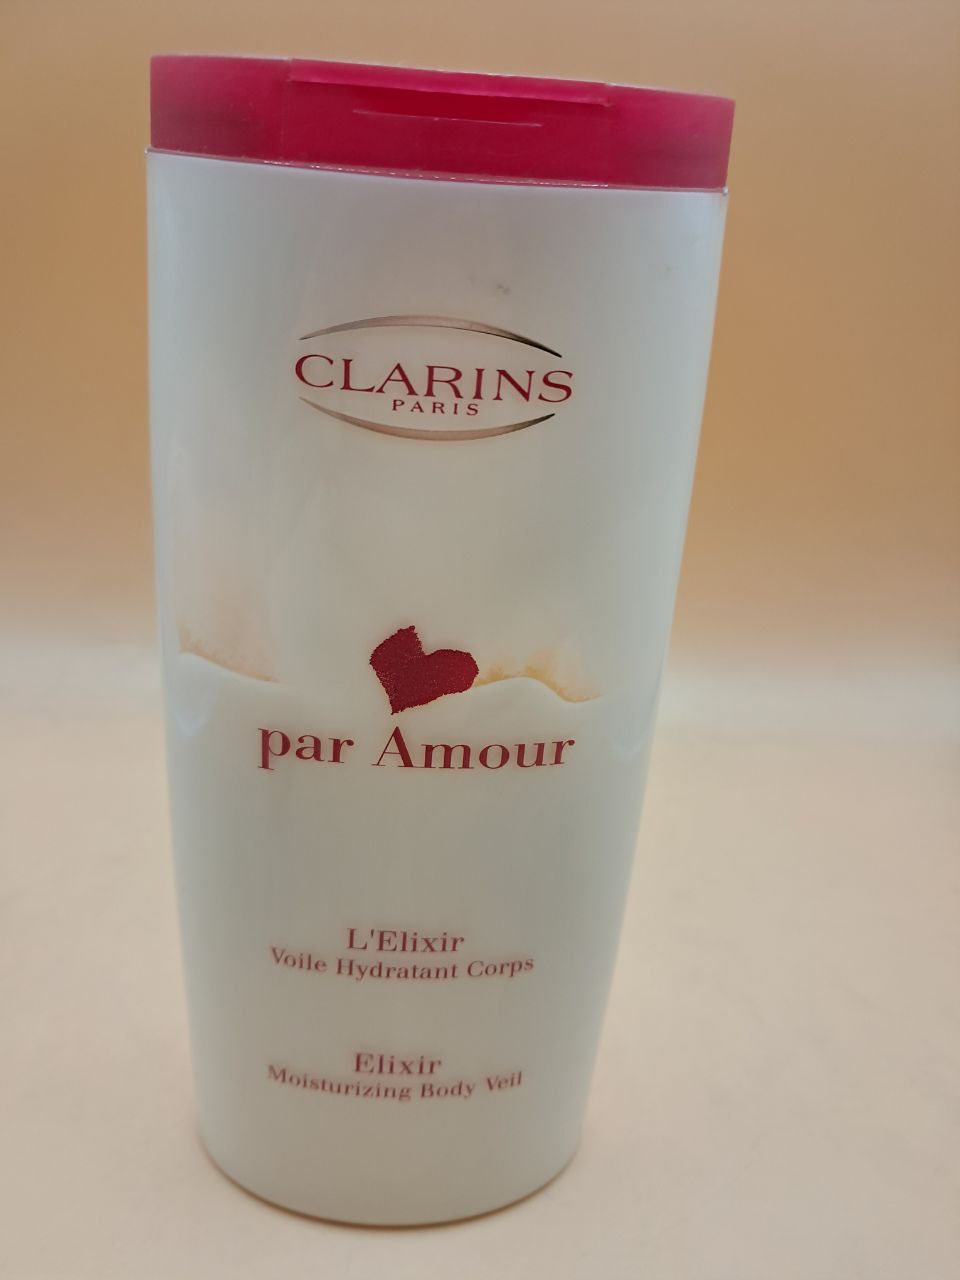 CLARINS
PARIS
par Amour
L'Elixir
Voile Hydratant Corps
Elixir
Moisturizing Body Veil